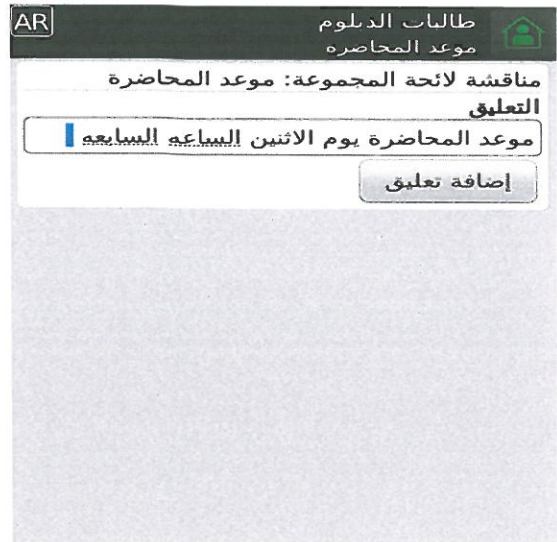 AR
طالبات الدبلوم
موعد المحاضره
مناقشة لائحة المجموعة: موعد المحاضرة
التعليق
موعد المحاضرة يوم الاثنين الساعه السابعه
إضافة تعليق